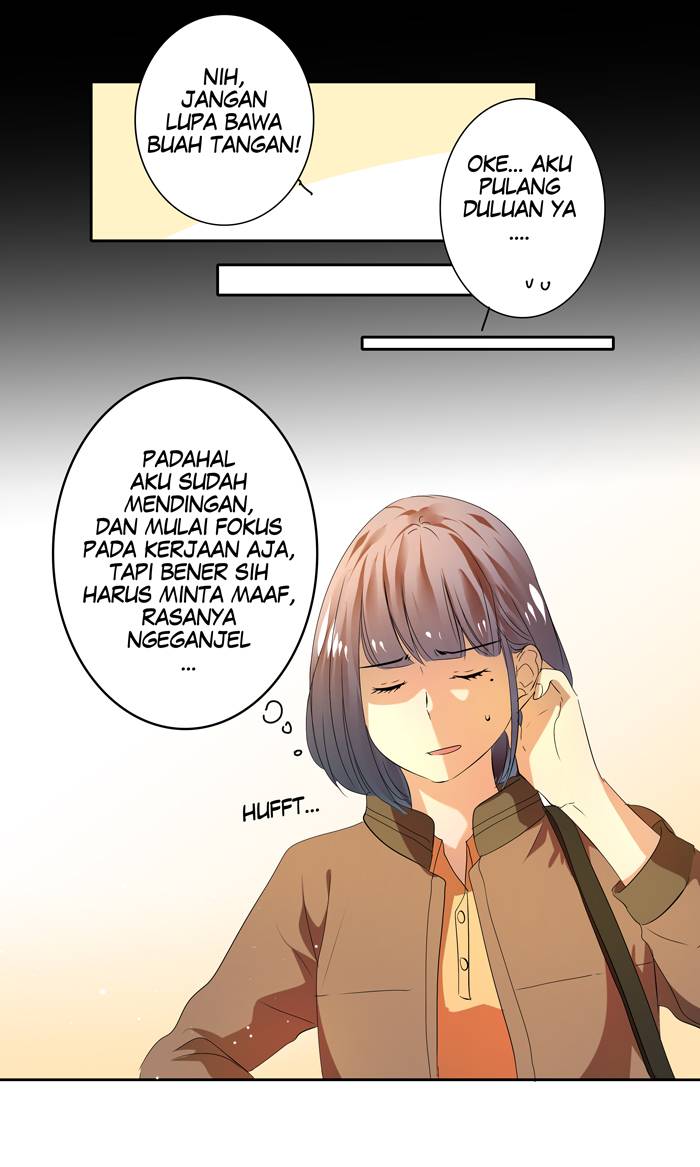 NIH,
JANGAN
LUPA BAWA
BUAH TANGAN!
OKE... AKU
PULANG
DULUAN YA
....
PADAHAL
AKU SUDAH
MENDINGAN,
DAN MULAI FOKUS
PADA KERJAAN AJA,
TAPI BENER SIH
HARUS MINTA MAAF,
RASANYA
NGEGANJEL
...
HUFFT...